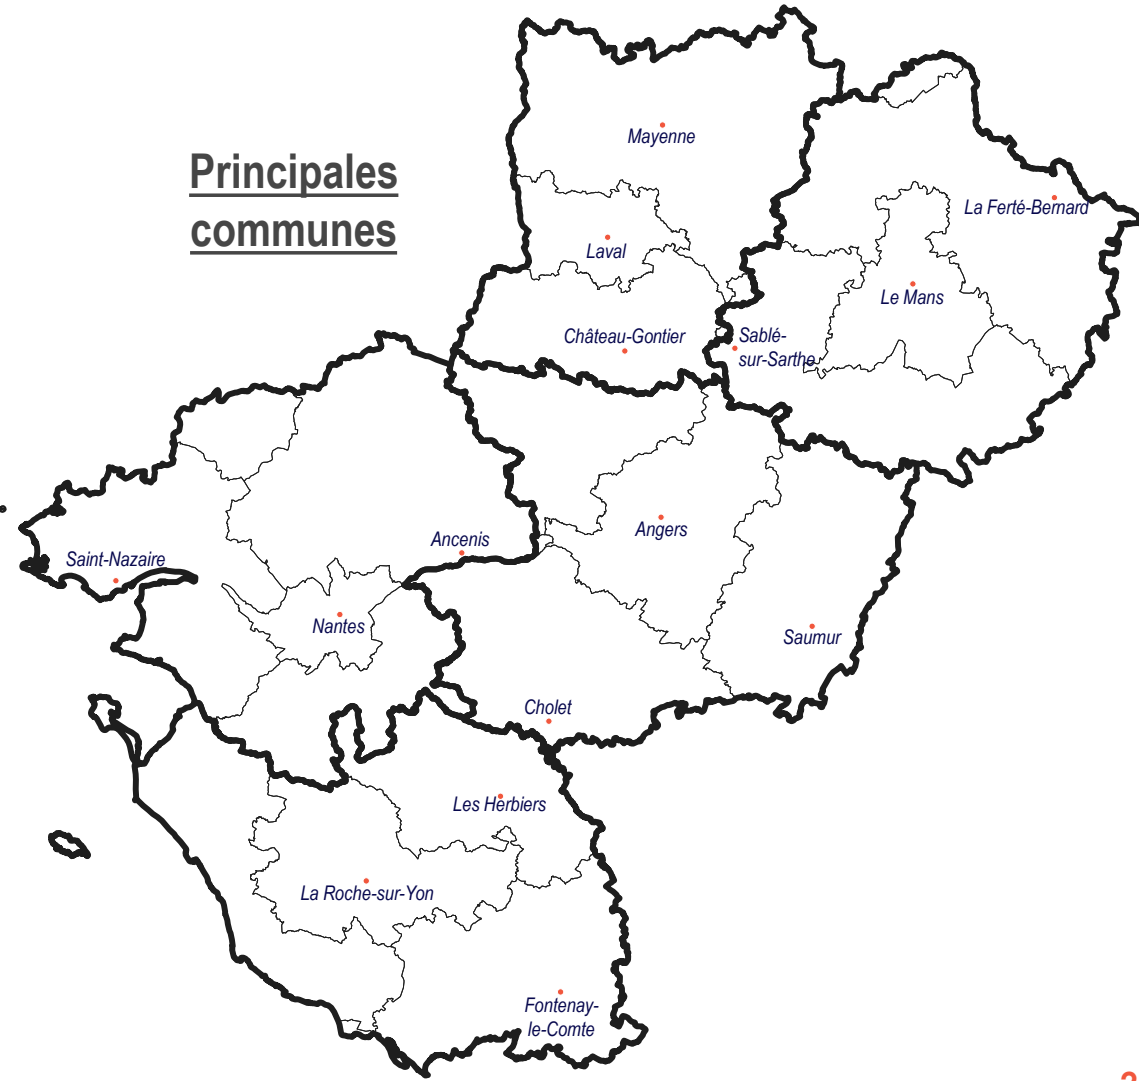 Principales
communes
Mayenne
La Ferté-Bernard
Laval
Le Mans
Château-Gontier
Sablé-
sur-Sarthe
Angers
Ancenis
Saint-Nazaire
Nantes
Saumur
Cholet
Les Herbiers
La Roche-sur-Yon
Fontenay-
le-Comte